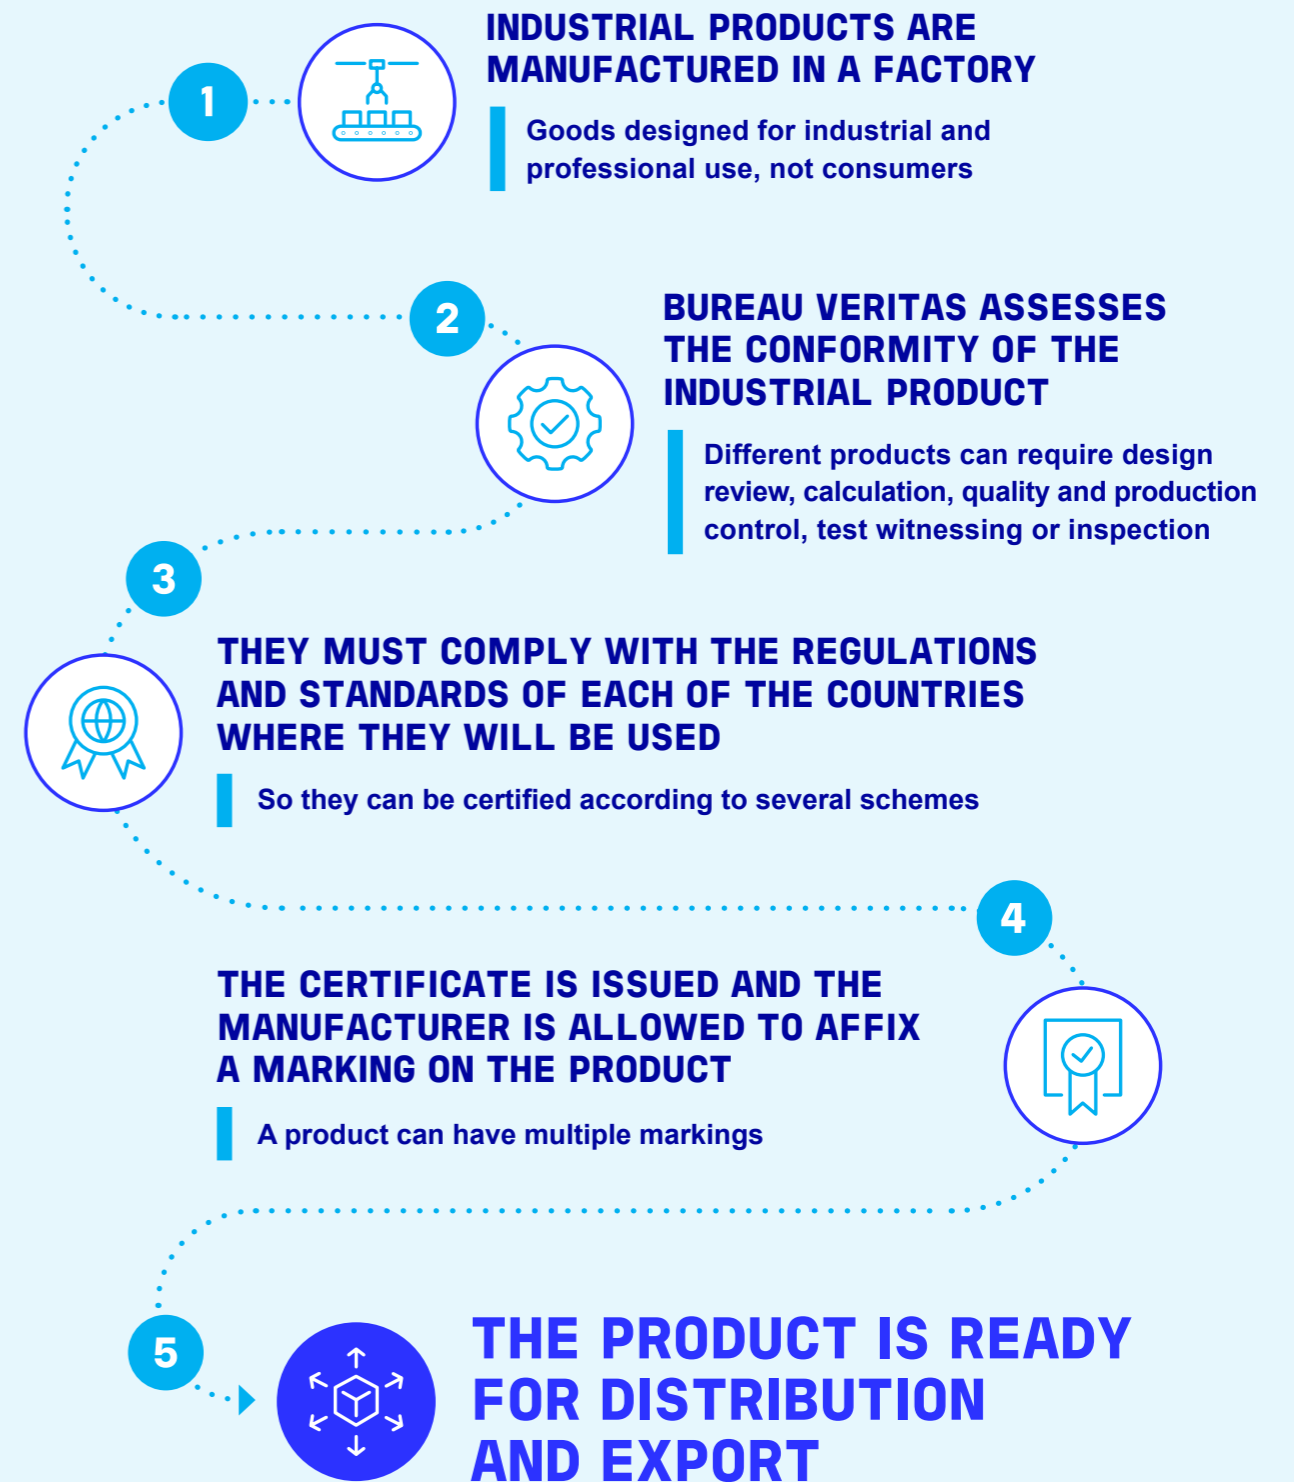 1
INDUSTRIAL PRODUCTS ARE
MANUFACTURED IN A FACTORY
Goods designed for industrial and
professional use, not consumers
2
BUREAU VERITAS ASSESSES
THE CONFORMITY OF THE
INDUSTRIAL PRODUCT
Different products can require design
review, calculation, quality and production
control, test witnessing or inspection
3
THEY MUST COMPLY WITH THE REGULATIONS
AND STANDARDS OF EACH OF THE COUNTRIES
WHERE THEY WILL BE USED
So they can be certified according to several schemes
4
THE CERTIFICATE IS ISSUED AND THE
MANUFACTURER IS ALLOWED TO AFFIX
A MARKING ON THE PRODUCT
A product can have multiple markings
5
THE PRODUCT IS READY
FOR DISTRIBUTION
AND EXPORT